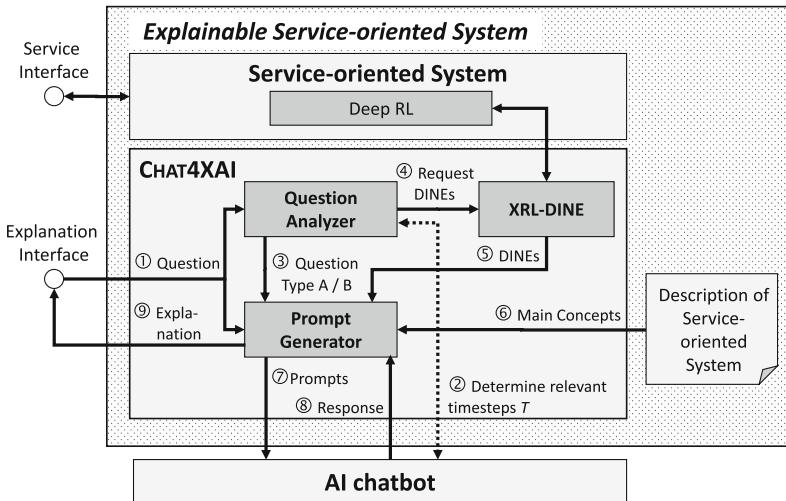 Explainable Service-oriented System
Service
Interface
Service-oriented System
Deep RL
CHAT4XAI
④ Request
DINEs
Question
Analyzer
XRL-DINE
Explanation
Interface
① Question
③ Question
Type A / B
⑤ DINEs
⑨ Expla-
nation
Prompt
Generator
⑥ Main Concepts
Description of
Service-
oriented
System
⑦Prompts
⑧ Response
② Determine relevant
timesteps T
AI chatbot